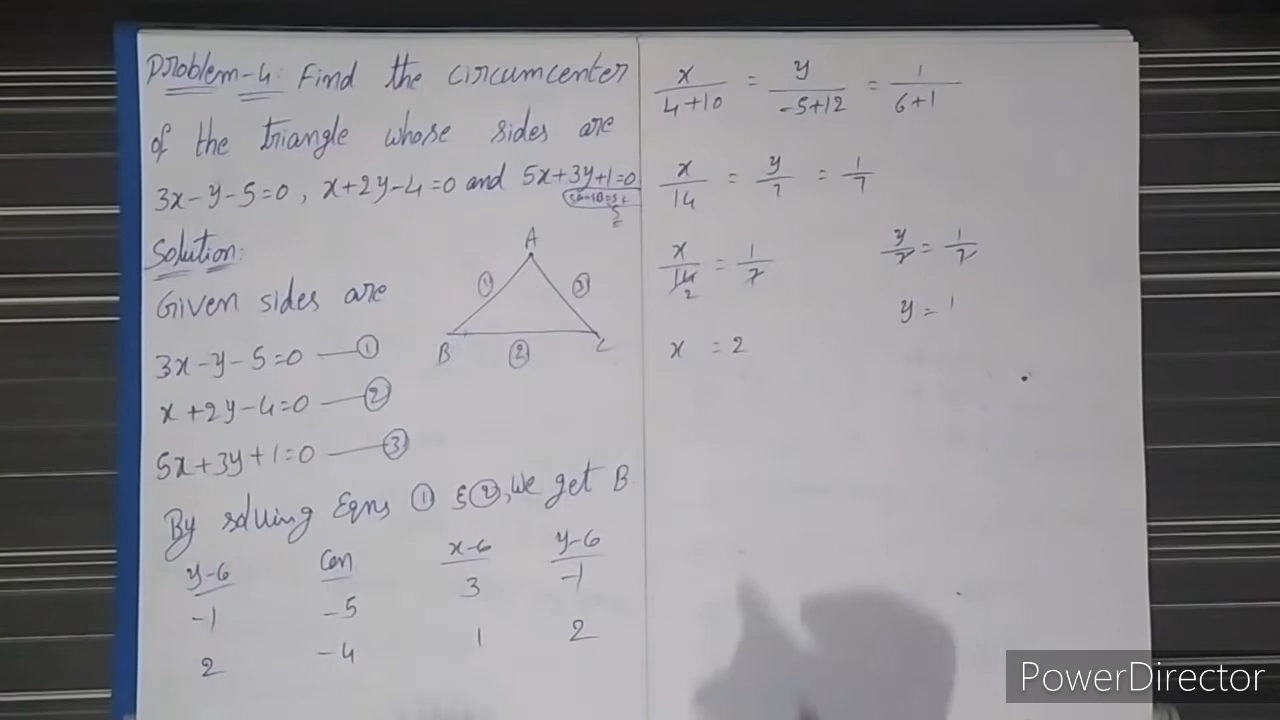 Problem-4: Find the circumcenter
of the triangle whose sides are
3x-y-5=0, x+2y-4=0 and 5x+3y+1=0
Solution:
Given sides are
3x-y-5=0 — ①
x+2y-4=0 — ②
5x+3y+1=0 — ③
A
① ③
B ② C
By solving Eqns ① & ②, we get B
y-6 Con x-6 y-6
-1 -5 3 -1
2 -4 1 2
x/4+10 = y/-5+12 = 1/6+1
x/14 = y/7 = 1/7
x/14 = 1/7 y/7 = 1/7
2
y = 1
x = 2
PowerDirector